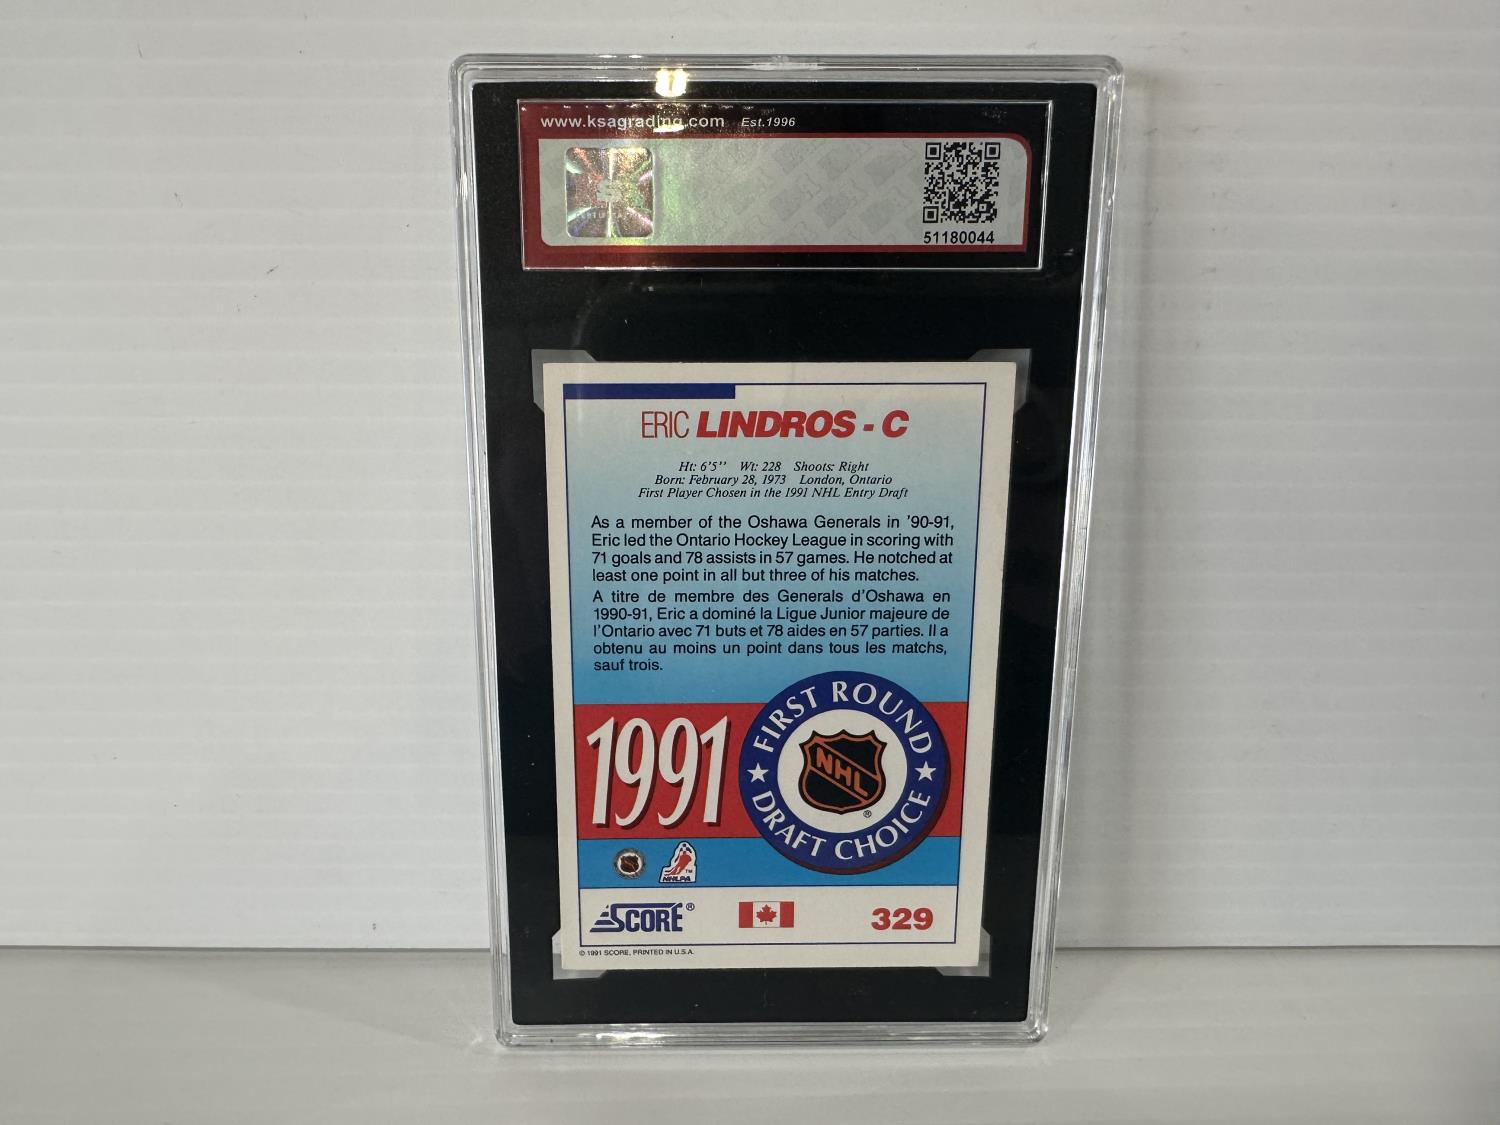 www.ksagrading.com Est.1996
51180044
ERIC LINDROS - C
Ht: 6'5'' Wt: 228 Shoots: Right
Born: February 28, 1973 London, Ontario
First Player Chosen in the 1991 NHL Entry Draft
As a member of the Oshawa Generals in '90-91,
Eric led the Ontario Hockey League in scoring with
71 goals and 78 assists in 57 games. He notched at
least one point in all but three of his matches.
A titre de membre des Generals d'Oshawa en
1990-91, Eric a dominé la Ligue Junior majeure de
l'Ontario avec 71 buts et 78 aides en 57 parties. Il a
obtenu au moins un point dans tous les matchs,
sauf trois.
1991
FIRST ROUND
NHL ®
★ DRAFT CHOICE ★
NHLPA ™
SCORE®
329
© 1991 SCORE, PRINTED IN U.S.A.